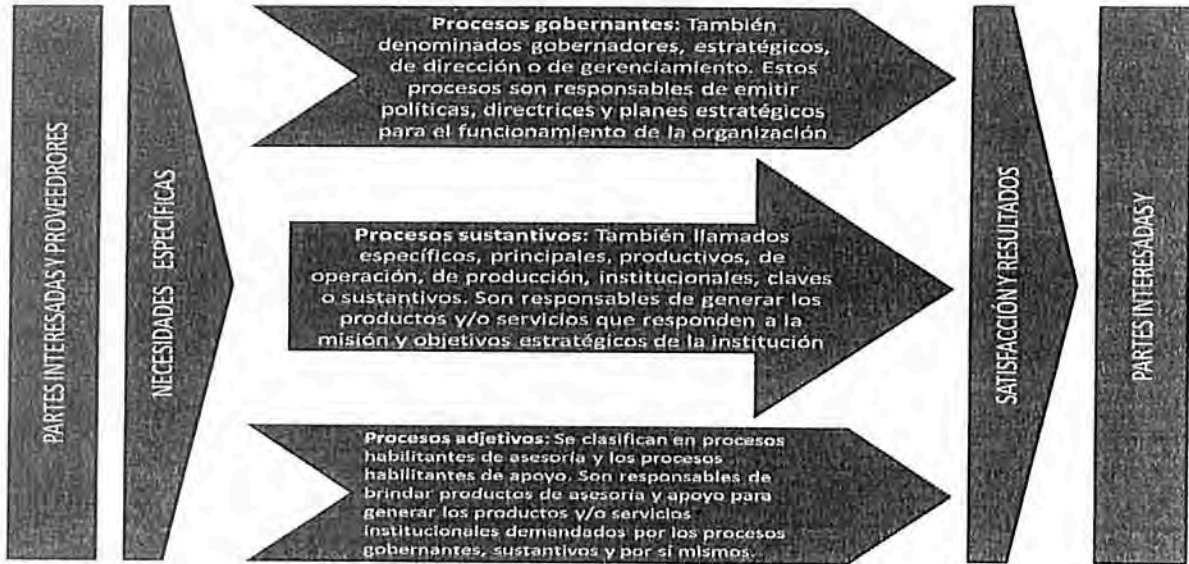 PARTES INTERESADAS Y PROVEEDRORES
NECESIDADES ESPECÍFICAS
Procesos gobernantes: También
denominados gobernadores, estratégicos,
de dirección o de gerenciamiento. Estos
procesos son responsables de emitir
políticas, directrices y planes estratégicos
para el funcionamiento de la organización
Procesos sustantivos: También llamados
específicos, principales, productivos, de
operación, de producción, institucionales, claves
o sustantivos. Son responsables de generar los
productos y/o servicios que responden a la
misión y objetivos estratégicos de la institución
Procesos adjetivos: Se clasifican en procesos
habilitantes de asesoría y los procesos
habilitantes de apoyo. Son responsables de
brindar productos de asesoría y apoyo para
generar los productos y/o servicios
institucionales demandados por los procesos
gobernantes, sustantivos y por sí mismos.
SATISFACCIÓN Y RESULTADOS
PARTES INTERESADAS Y